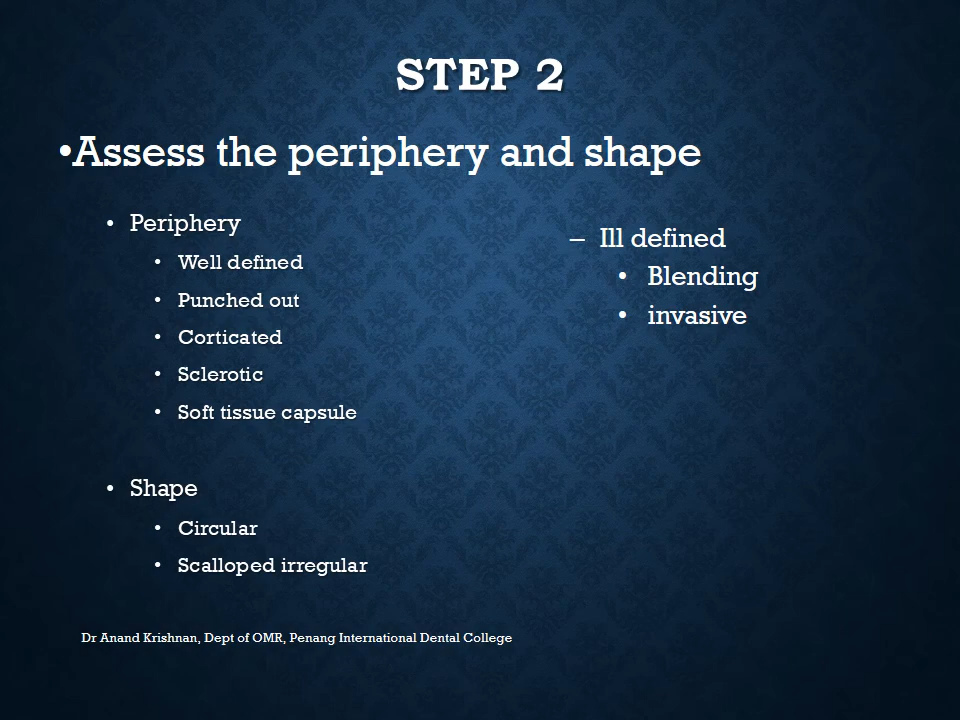 STEP 2
•Assess the periphery and shape
• Periphery
• Well defined
• Punched out
• Corticated
• Sclerotic
• Soft tissue capsule
• Shape
• Circular
• Scalloped irregular
– Ill defined
• Blending
• invasive
Dr Anand Krishnan, Dept of OMR, Penang International Dental College